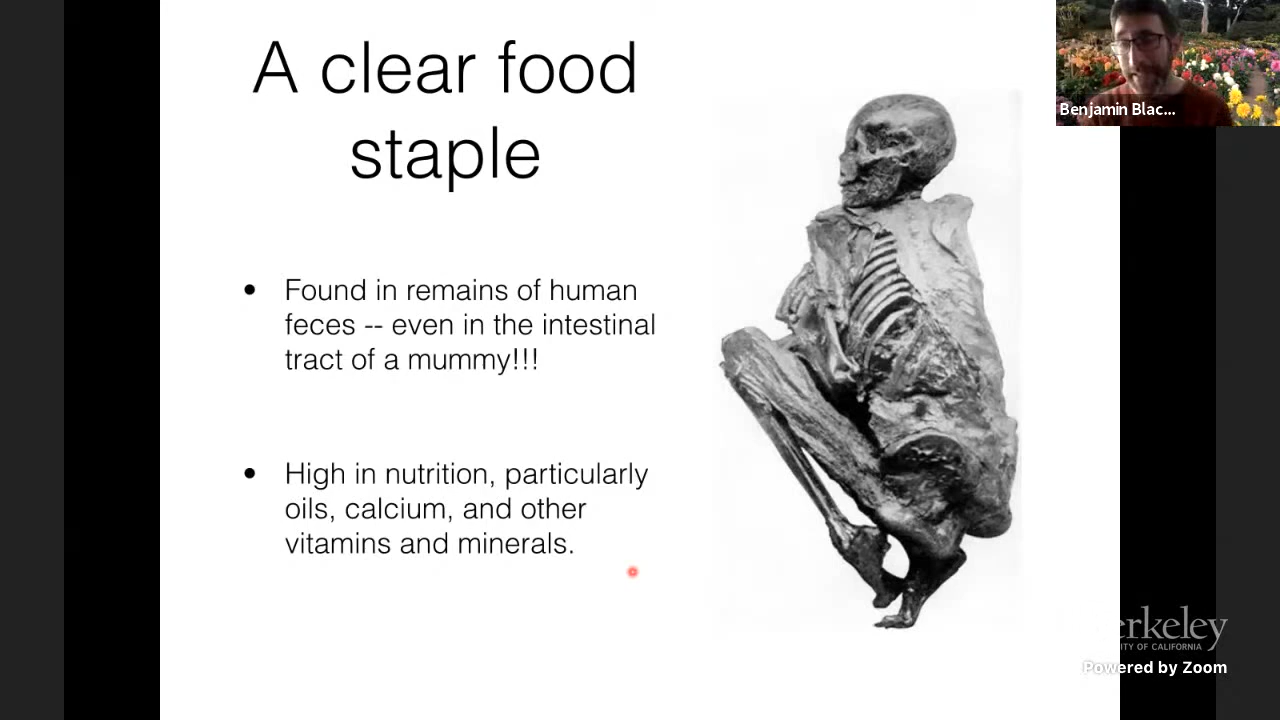 A clear food
staple
Benjamin Blac...
• Found in remains of human
feces -- even in the intestinal
tract of a mummy!!!
• High in nutrition, particularly
oils, calcium, and other
vitamins and minerals.
erkeley
ITY OF CALIFORNIA
Powered by Zoom